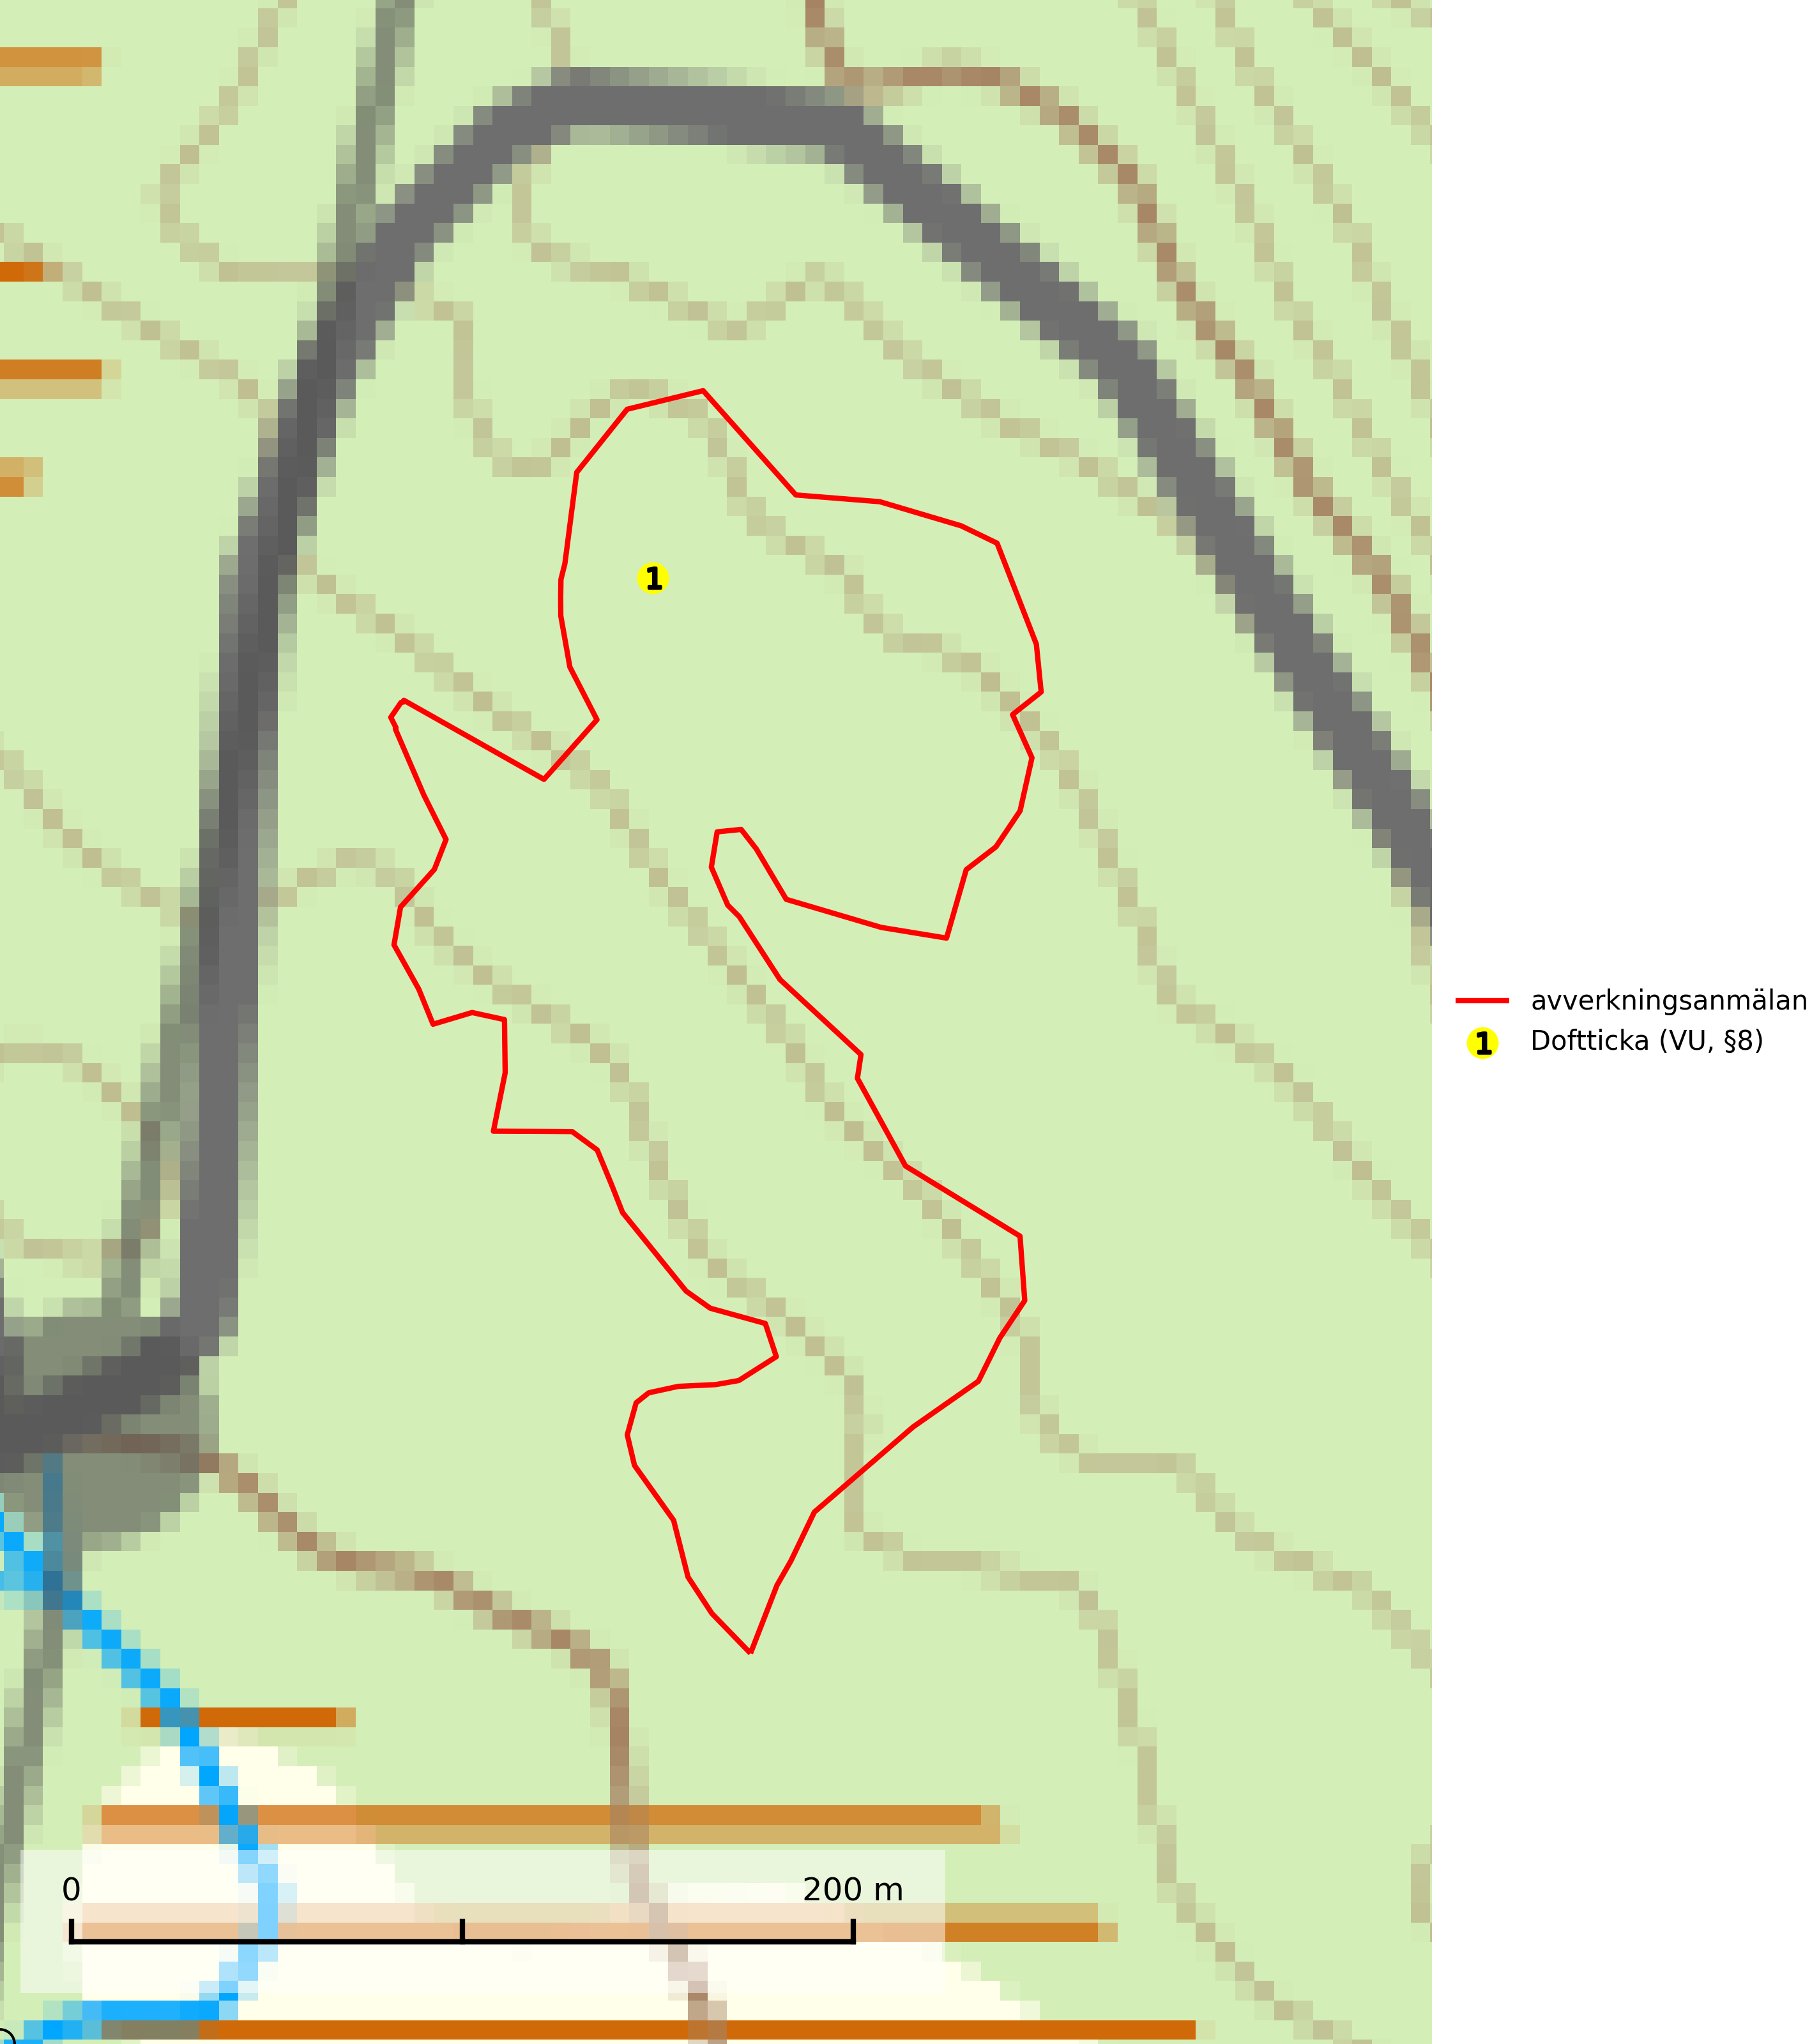 1
avverkningsanmälan
1 Doftticka (VU, §8)
0 200 m